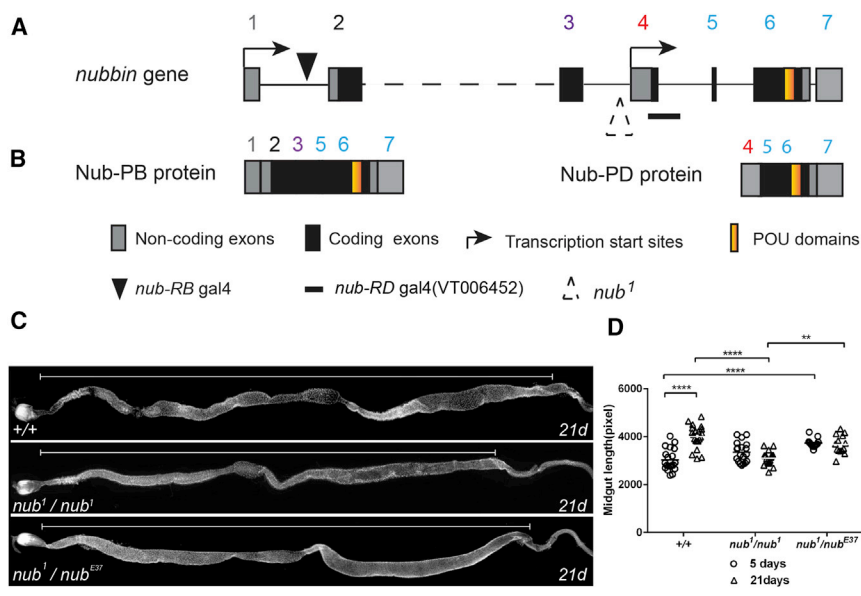 A
1 2 3 4 5 6 7
nubbin gene
B
1 2 3 5 6 7 4 5 6 7
Nub-PB protein Nub-PD protein
Non-coding exons Coding exons Transcription start sites POU domains
nub-RB gal4 nub-RD gal4(VT006452) nub1
C
+/+ 21d
nub1 / nub1 21d
nub1 / nubE37 21d
D
**
****
****
****
6000
4000
2000
0
Midgut length(pixel)
+/+ nub1/nub1 nub1/nubE37
5 days
21days